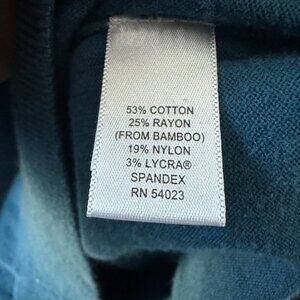 53% COTTON
25% RAYON
(FROM BAMBOO)
19% NYLON
3% LYCRA®
SPANDEX
RN 54023